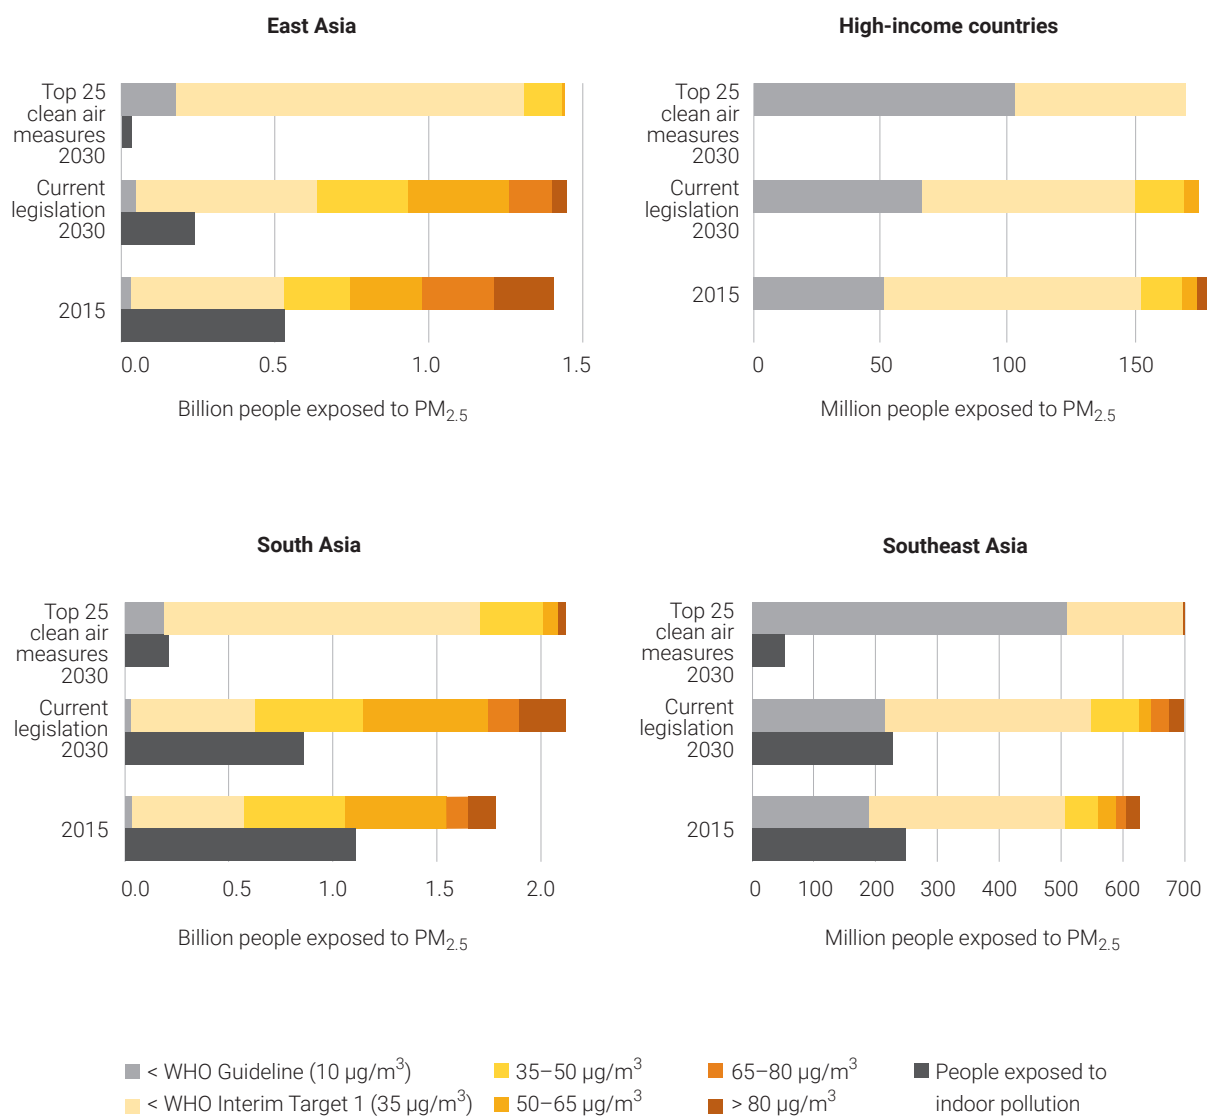 East Asia
Top 25
clean air
measures
2030
Current
legislation
2030
2015
0.0 0.5 1.0 1.5
Billion people exposed to PM2.5
High-income countries
Top 25
clean air
measures
2030
Current
legislation
2030
2015
0 50 100 150
Million people exposed to PM2.5
South Asia
Top 25
clean air
measures
2030
Current
legislation
2030
2015
0.0 0.5 1.0 1.5 2.0
Billion people exposed to PM2.5
Southeast Asia
Top 25
clean air
measures
2030
Current
legislation
2030
2015
0 100 200 300 400 500 600 700
Million people exposed to PM2.5
< WHO Guideline (10 µg/m³)
< WHO Interim Target 1 (35 µg/m³)
35–50 µg/m³
50–65 µg/m³
65–80 µg/m³
> 80 µg/m³
People exposed to
indoor pollution